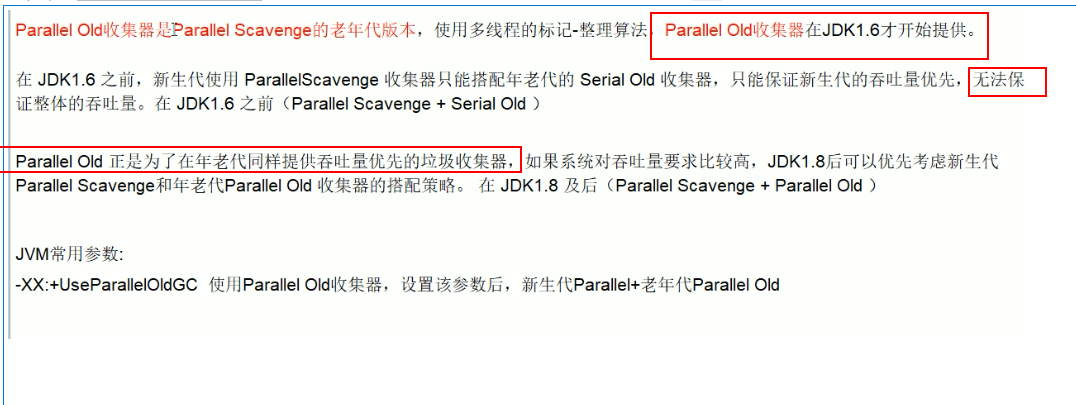 Parallel Old收集器是Parallel Scavenge的老年代版本，使用多线程的标记-整理算法，Parallel Old收集器在JDK1.6才开始提供。
在 JDK1.6 之前，新生代使用 ParallelScavenge 收集器只能搭配年老代的 Serial Old 收集器，只能保证新生代的吞吐量优先，无法保
证整体的吞吐量。在 JDK1.6 之前（Parallel Scavenge + Serial Old ）
Parallel Old 正是为了在年老代同样提供吞吐量优先的垃圾收集器，如果系统对吞吐量要求比较高，JDK1.8后可以优先考虑新生代
Parallel Scavenge和年老代Parallel Old 收集器的搭配策略。 在 JDK1.8 及后（Parallel Scavenge + Parallel Old ）
JVM常用参数:
-XX:+UseParallelOldGC 使用Parallel Old收集器，设置该参数后，新生代Parallel+老年代Parallel Old